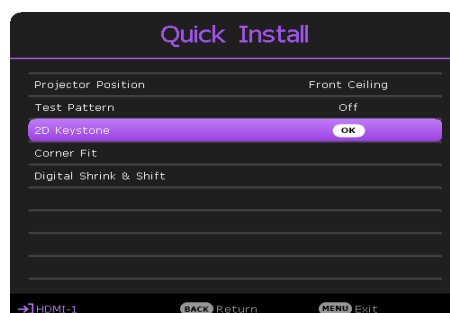 Quick Install
Projector Position Front Ceiling
Test Pattern Off
2D Keystone OK
Corner Fit
Digital Shrink & Shift
HDMI-1 BACK Return MENU Exit